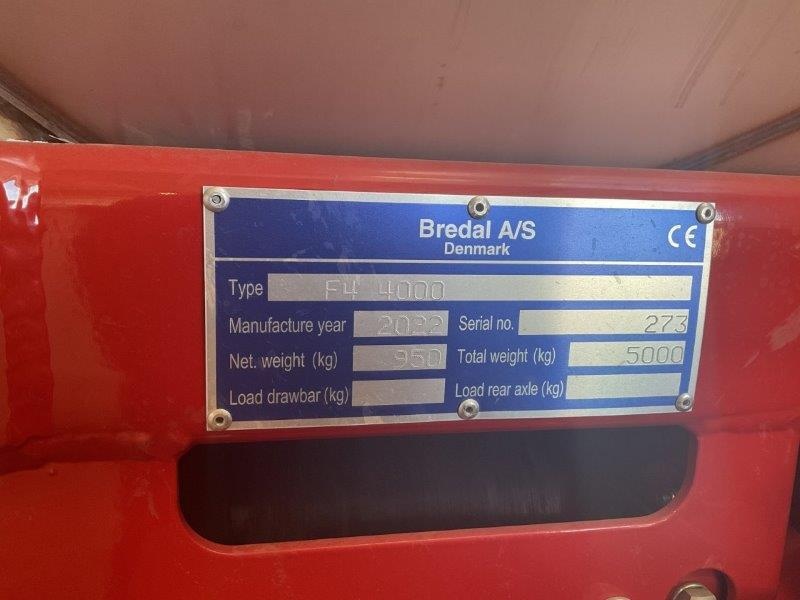 Bredal A/S
Denmark
CE
Type F4 4000
Manufacture year 2022 Serial no. 273
Net. weight (kg) 950 Total weight (kg) 5000
Load drawbar (kg) Load rear axle (kg)